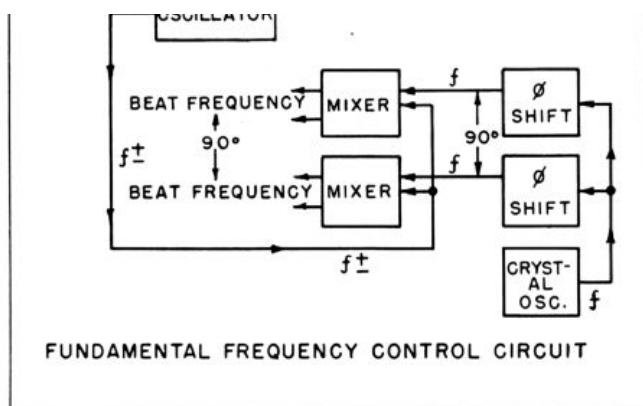 OSCILLATOR
f
Ø
SHIFT
MIXER
BEAT FREQUENCY
90°
90°
f±
f
Ø
SHIFT
MIXER
BEAT FREQUENCY
f±
CRYST-
AL
OSC.
f
FUNDAMENTAL FREQUENCY CONTROL CIRCUIT